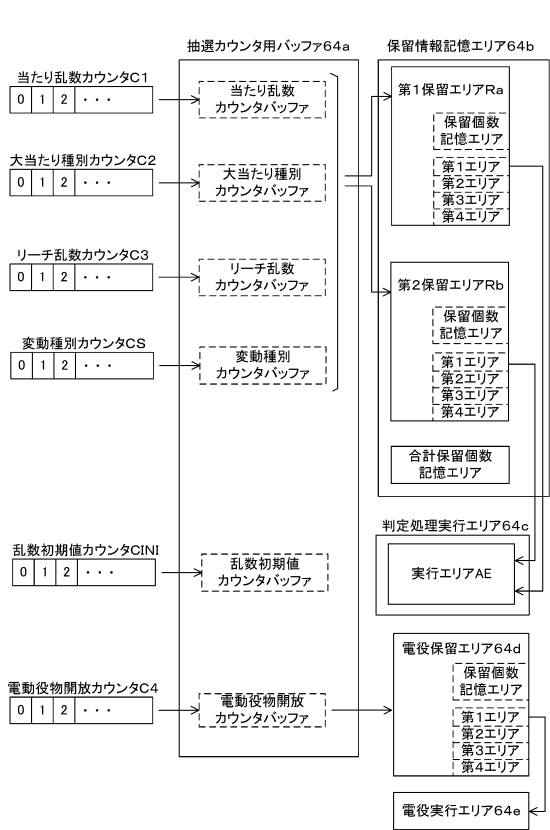 抽選カウンタ用バッファ64a
保留情報記憶エリア64b
当たり乱数カウンタC1
0 1 2 ・・・
当たり乱数
カウンタバッファ
大当たり種別カウンタC2
0 1 2 ・・・
大当たり種別
カウンタバッファ
リーチ乱数カウンタC3
0 1 2 ・・・
リーチ乱数
カウンタバッファ
変動種別カウンタCS
0 1 2 ・・・
変動種別
カウンタバッファ
乱数初期値カウンタCINI
0 1 2 ・・・
乱数初期値
カウンタバッファ
電動役物開放カウンタC4
0 1 2 ・・・
電動役物開放
カウンタバッファ
第1保留エリアRa
保留個数
記憶エリア
第1エリア
第2エリア
第3エリア
第4エリア
第2保留エリアRb
保留個数
記憶エリア
第1エリア
第2エリア
第3エリア
第4エリア
合計保留個数
記憶エリア
判定処理実行エリア64c
実行エリアAE
電役保留エリア64d
保留個数
記憶エリア
第1エリア
第2エリア
第3エリア
第4エリア
電役実行エリア64e